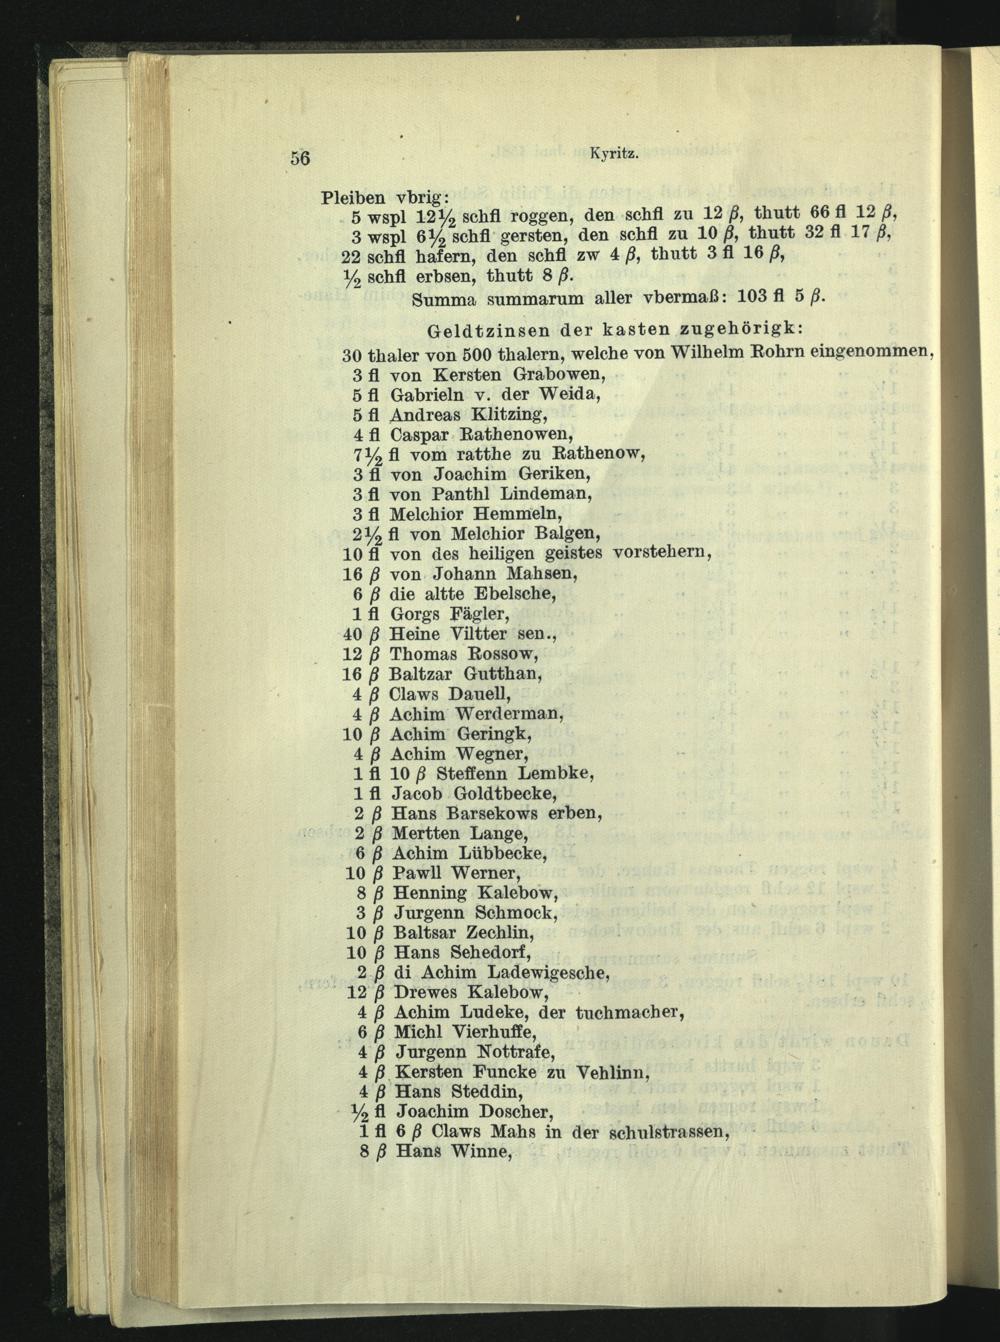 56
Kyritz.
Pleiben vbrig:
5 wspl 12½ schfl roggen, den schfl zu 12 β, thutt 66 fl 12 β,
3 wspl 6½ schfl gersten, den schfl zu 10 β, thutt 32 fl 17 β,
22 schfl hafern, den schfl zw 4 β, thutt 3 fl 16 β,
½ schfl erbsen, thutt 8 β.
Summa summarum aller vbermaß: 103 fl 5 β.
Geldtzinsen der kasten zugehörigk:
30 thaler von 500 thalern, welche von Wilhelm Rohrn eingenommen,
3 fl von Kersten Grabowen,
5 fl Gabrieln v. der Weida,
5 fl Andreas Klitzing,
4 fl Caspar Rathenowen,
7½ fl vom ratthe zu Rathenow,
3 fl von Joachim Geriken,
3 fl von Panthl Lindeman,
3 fl Melchior Hemmeln,
2½ fl von Melchior Balgen,
10 fl von des heiligen geistes vorstehern,
16 β von Johann Mahsen,
6 β die altte Ebelsche,
1 fl Gorgs Fägler,
40 β Heine Viltter sen.,
12 β Thomas Rossow,
16 β Baltzar Gutthan,
4 β Claws Dauell,
4 β Achim Werderman,
10 β Achim Geringk,
4 β Achim Wegner,
1 fl 10 β Steffenn Lembke,
1 fl Jacob Goldtbecke,
2 β Hans Barsekows erben,
2 β Mertten Lange,
6 β Achim Lübbecke,
10 β Pawll Werner,
8 β Henning Kalebow,
3 β Jurgenn Schmock,
10 β Baltsar Zechlin,
10 β Hans Sehedorf,
2 β di Achim Ladewigesche,
12 β Drewes Kalebow,
4 β Achim Ludeke, der tuchmacher,
6 β Michl Vierhuffe,
4 β Jurgenn Nottrafe,
4 β Kersten Funcke zu Vehlinn,
4 β Hans Steddin,
½ fl Joachim Doscher,
1 fl 6 β Claws Mahs in der schulstrassen,
8 β Hans Winne,